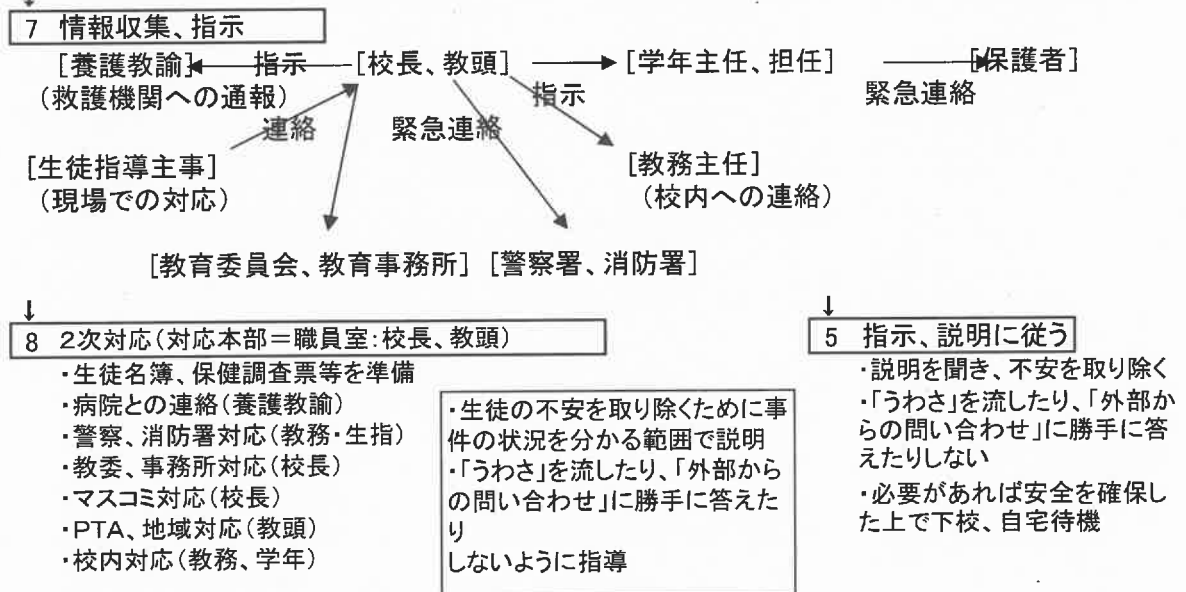 ↓
7 情報収集、指示
[養護教諭] 指示 [校長、教頭] [学年主任、担任] [保護者]
(救護機関への通報) 指示 緊急連絡
連絡 緊急連絡
[生徒指導主事] [教務主任]
(現場での対応) (校内への連絡)
[教育委員会、教育事務所] [警察署、消防署]
↓
8 2次対応(対応本部=職員室:校長、教頭)
・生徒名簿、保健調査票等を準備
・病院との連絡(養護教諭)
・警察、消防署対応(教務・生指)
・教委、事務所対応(校長)
・マスコミ対応(校長)
・PTA、地域対応(教頭)
・校内対応(教務、学年)
・生徒の不安を取り除くために事
件の状況を分かる範囲で説明
・「うわさ」を流したり、「外部から
の問い合わせ」に勝手に答えた
り
しないように指導
↓
5 指示、説明に従う
・説明を聞き、不安を取り除く
・「うわさ」を流したり、「外部か
らの問い合わせ」に勝手に答
えたりしない
・必要があれば安全を確保し
た上で下校、自宅待機